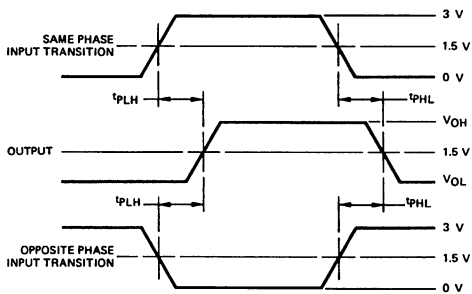 3 V
SAME PHASE
INPUT TRANSITION
1.5 V
0 V
tPLH
tPHL
VOH
OUTPUT
1.5 V
VOL
tPLH
tPHL
3 V
OPPOSITE PHASE
INPUT TRANSITION
1.5 V
0 V